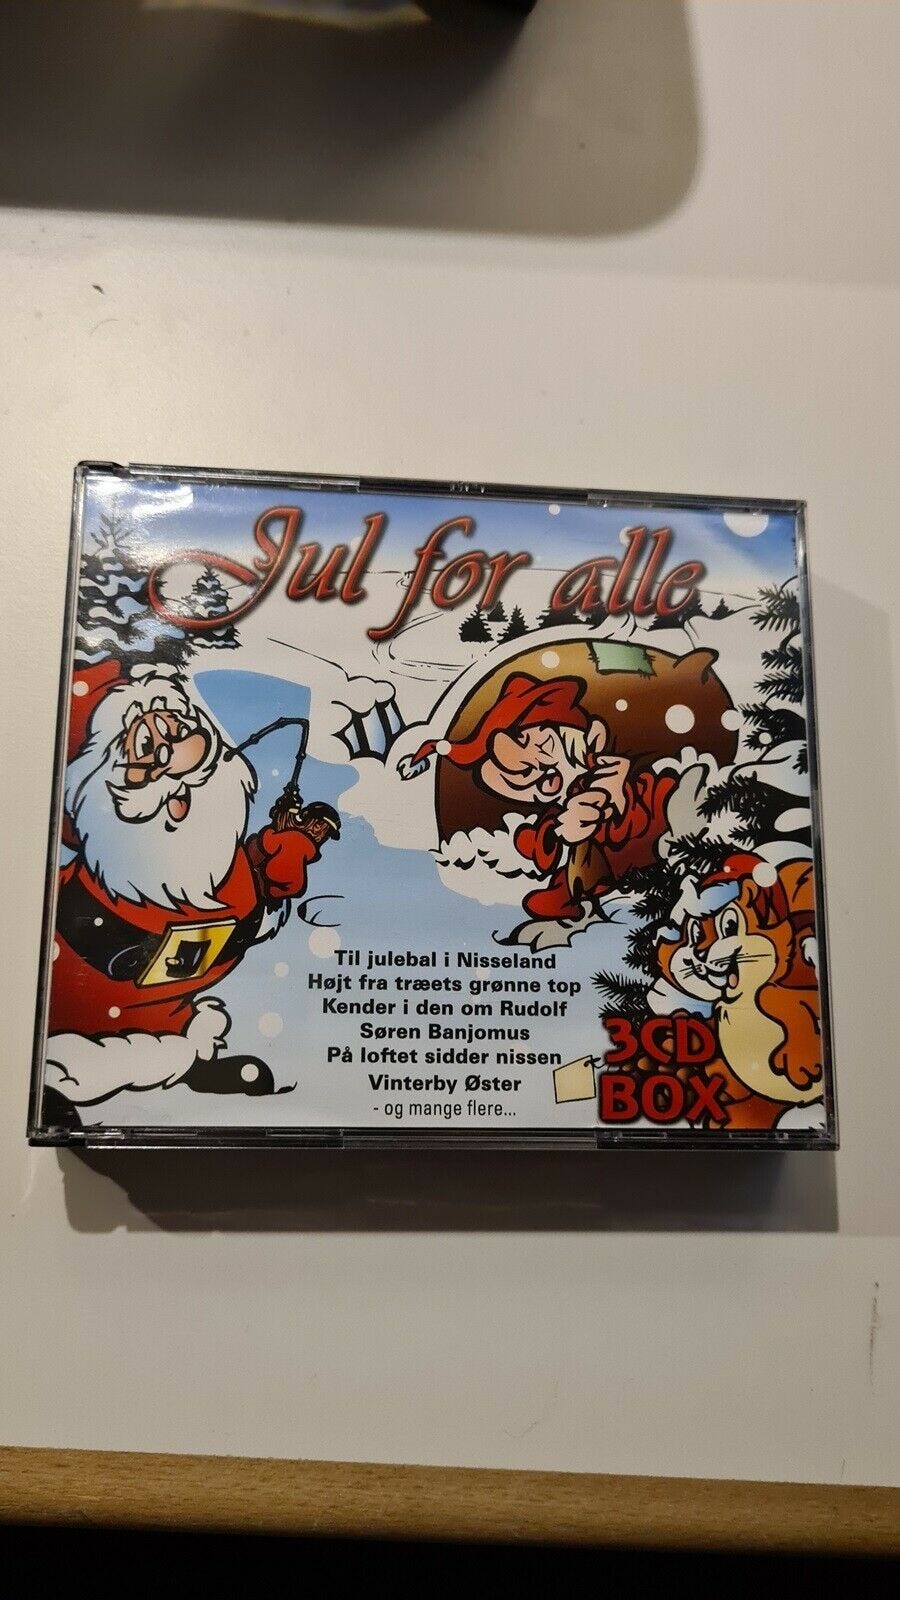 Jul for alle
Til julebal i Nisseland
Højt fra træets grønne top
Kender i den om Rudolf
Søren Banjomus
På loftet sidder nissen
Vinterby Øster
- og mange flere...
3CD
BOX